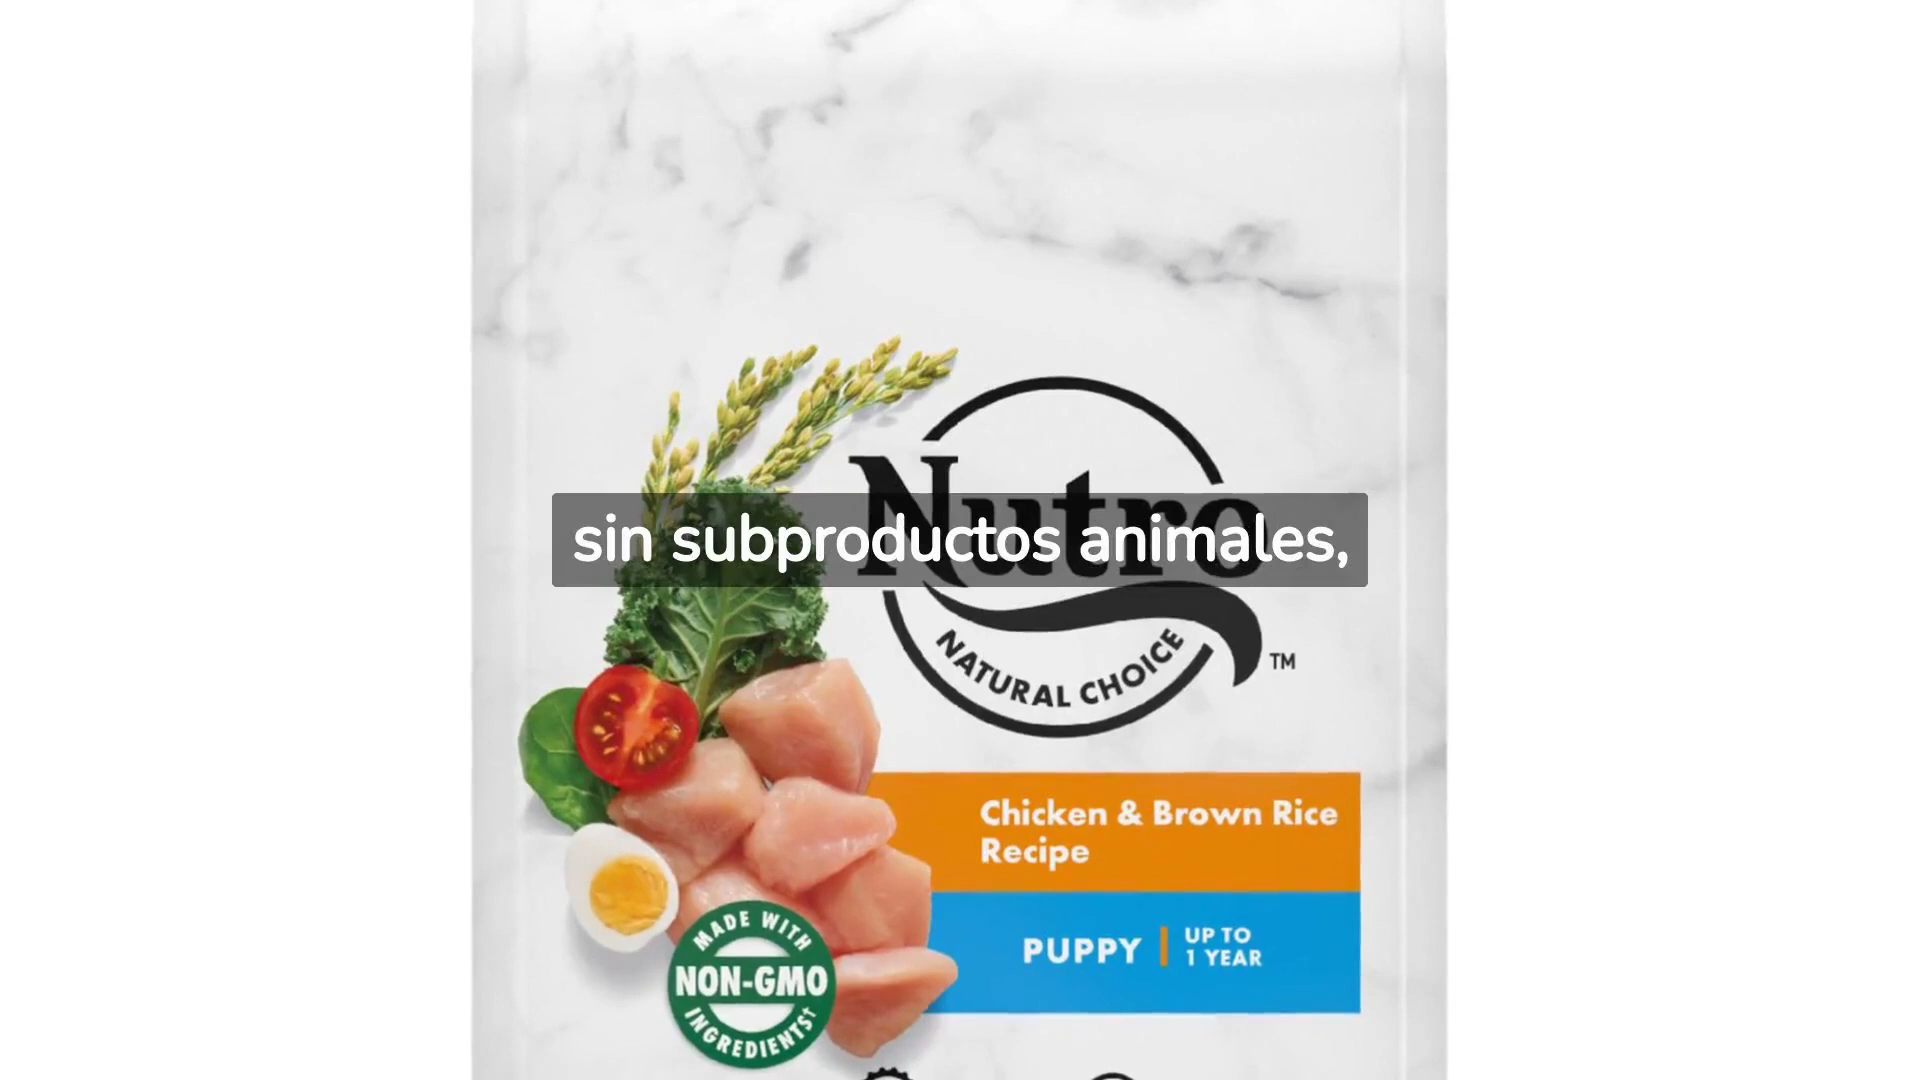 Nutro
sin subproductos animales,
NATURAL CHOICE
TM
Chicken & Brown Rice
Recipe
PUPPY
UP TO
1 YEAR
MADE WITH
NON-GMO
INGREDIENTS†